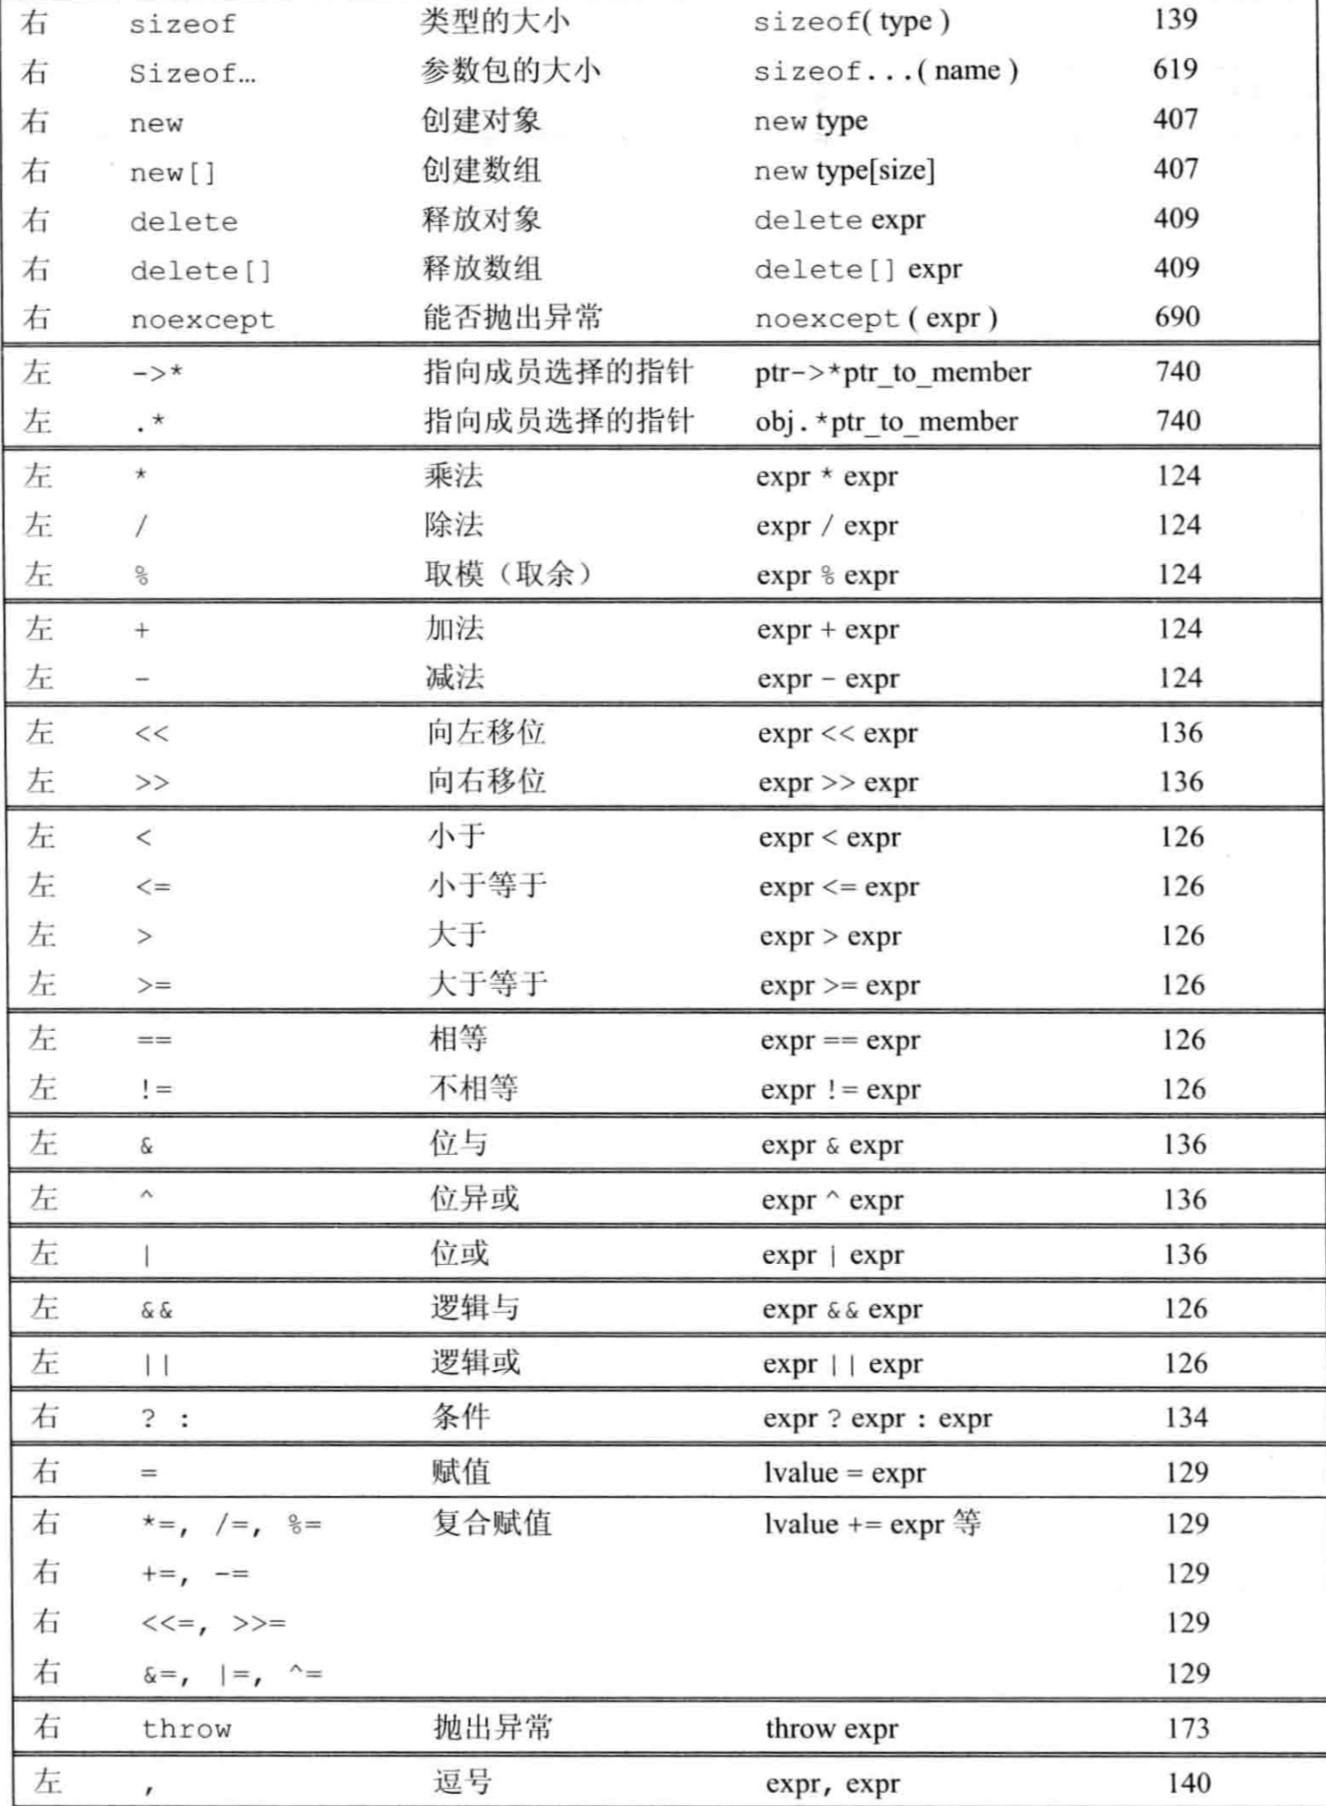 右 sizeof 类型的大小 sizeof( type ) 139
右 Sizeof… 参数包的大小 sizeof...( name ) 619
右 new 创建对象 new type 407
右 new[] 创建数组 new type[size] 407
右 delete 释放对象 delete expr 409
右 delete[] 释放数组 delete[] expr 409
右 noexcept 能否抛出异常 noexcept ( expr ) 690
左 ->* 指向成员选择的指针 ptr->*ptr_to_member 740
左 .* 指向成员选择的指针 obj.*ptr_to_member 740
左 * 乘法 expr * expr 124
左 / 除法 expr / expr 124
左 % 取模（取余） expr % expr 124
左 + 加法 expr + expr 124
左 - 减法 expr - expr 124
左 << 向左移位 expr << expr 136
左 >> 向右移位 expr >> expr 136
左 < 小于 expr < expr 126
左 <= 小于等于 expr <= expr 126
左 > 大于 expr > expr 126
左 >= 大于等于 expr >= expr 126
左 == 相等 expr == expr 126
左 != 不相等 expr != expr 126
左 & 位与 expr & expr 136
左 ^ 位异或 expr ^ expr 136
左 | 位或 expr | expr 136
左 && 逻辑与 expr && expr 126
左 || 逻辑或 expr || expr 126
右 ? : 条件 expr ? expr : expr 134
右 = 赋值 lvalue = expr 129
右 *=, /=, %= 复合赋值 lvalue += expr 等 129
右 +=, -= 129
右 <<=, >>= 129
右 &=, |=, ^= 129
右 throw 抛出异常 throw expr 173
左 , 逗号 expr, expr 140